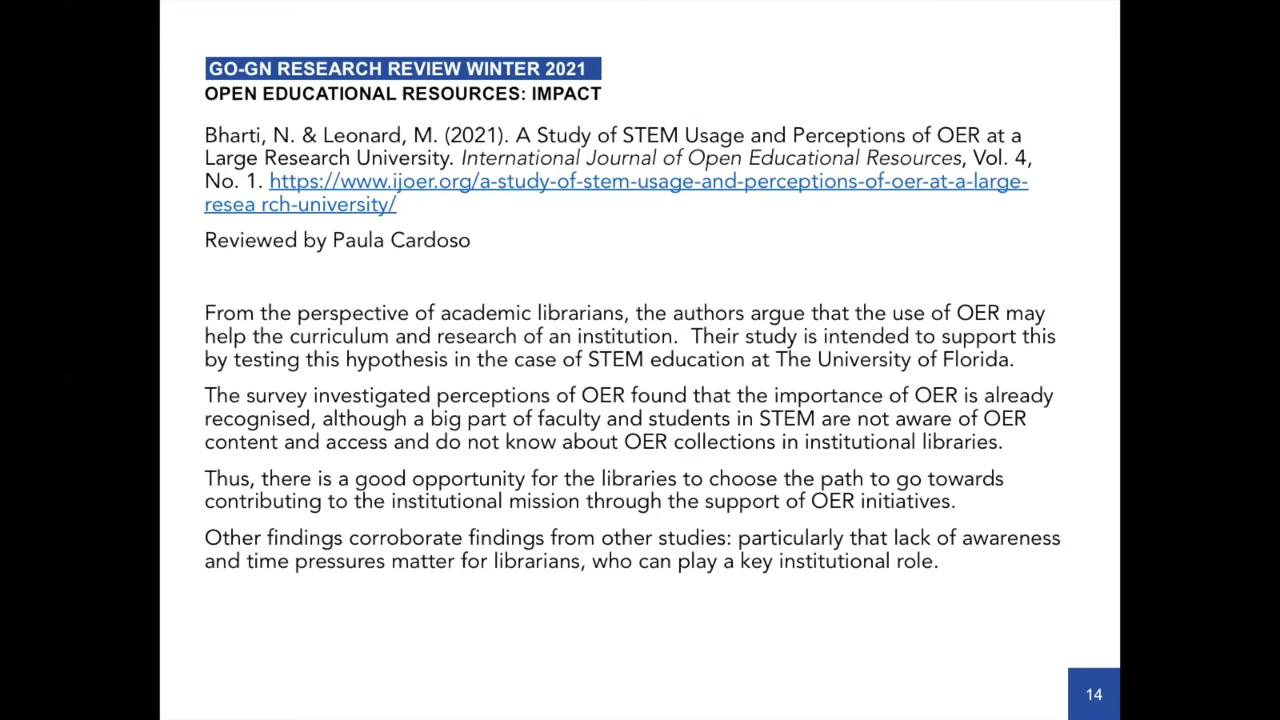 GO-GN RESEARCH REVIEW WINTER 2021
OPEN EDUCATIONAL RESOURCES: IMPACT
Bharti, N. & Leonard, M. (2021). A Study of STEM Usage and Perceptions of OER at a
Large Research University. International Journal of Open Educational Resources, Vol. 4,
No. 1. https://www.ijoer.org/a-study-of-stem-usage-and-perceptions-of-oer-at-a-large-
resea rch-university/
Reviewed by Paula Cardoso
From the perspective of academic librarians, the authors argue that the use of OER may
help the curriculum and research of an institution.  Their study is intended to support this
by testing this hypothesis in the case of STEM education at The University of Florida.
The survey investigated perceptions of OER found that the importance of OER is already
recognised, although a big part of faculty and students in STEM are not aware of OER
content and access and do not know about OER collections in institutional libraries.
Thus, there is a good opportunity for the libraries to choose the path to go towards
contributing to the institutional mission through the support of OER initiatives.
Other findings corroborate findings from other studies: particularly that lack of awareness
and time pressures matter for librarians, who can play a key institutional role.
14